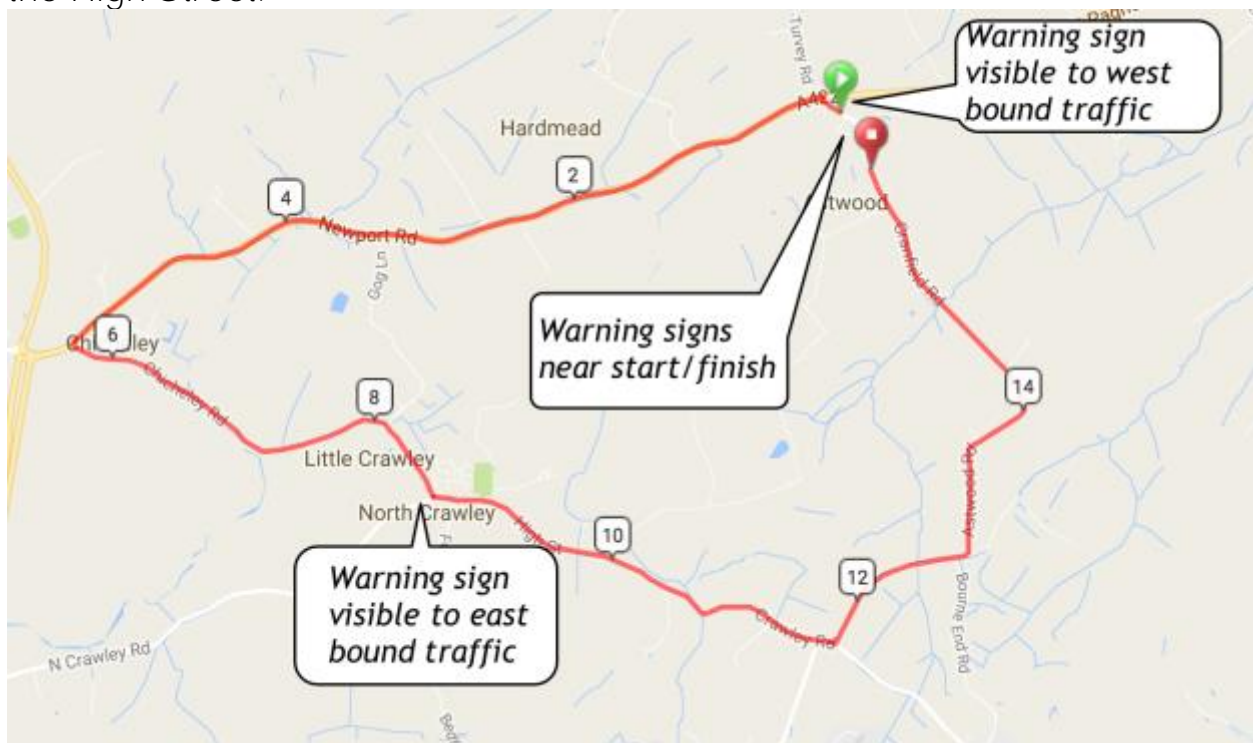 the High Street.
Warning sign
visible to west
bound traffic
Turvey Rd
A422
Hardmead
2
4
Newport Rd
Cranfield Rd
Gog Ln
Warning signs
near start/finish
6
Chicheley Rd
8
14
Little Crawley
North Crawley
High St
10
12
Crawley Rd
Bourne End Rd
Warning sign
visible to east
bound traffic
N Crawley Rd